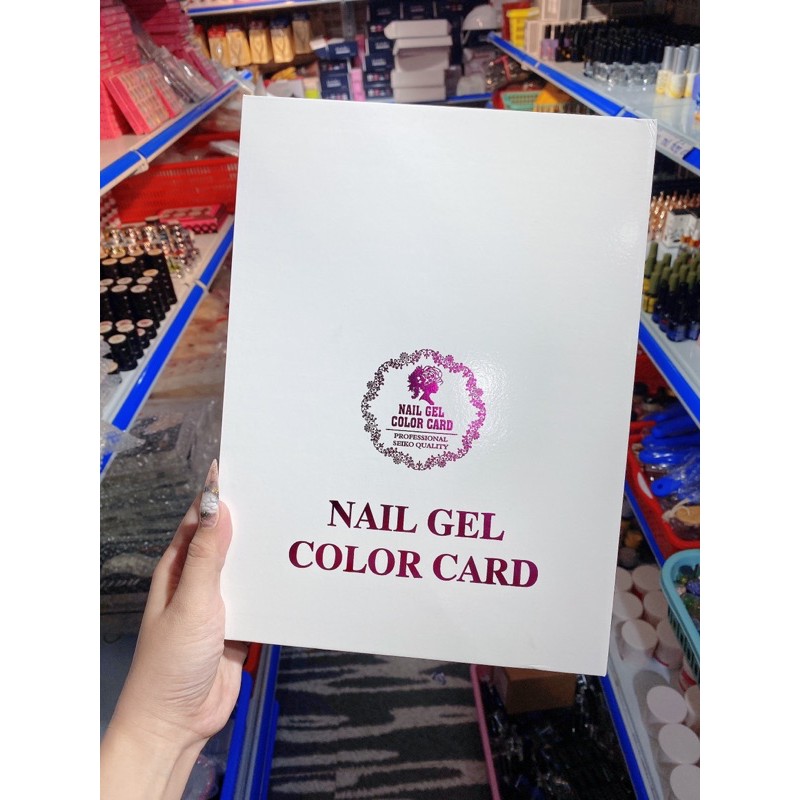 NAIL GEL
COLOR CARD
PROFESSIONAL
SEIKO QUALITY
NAIL GEL
COLOR CARD